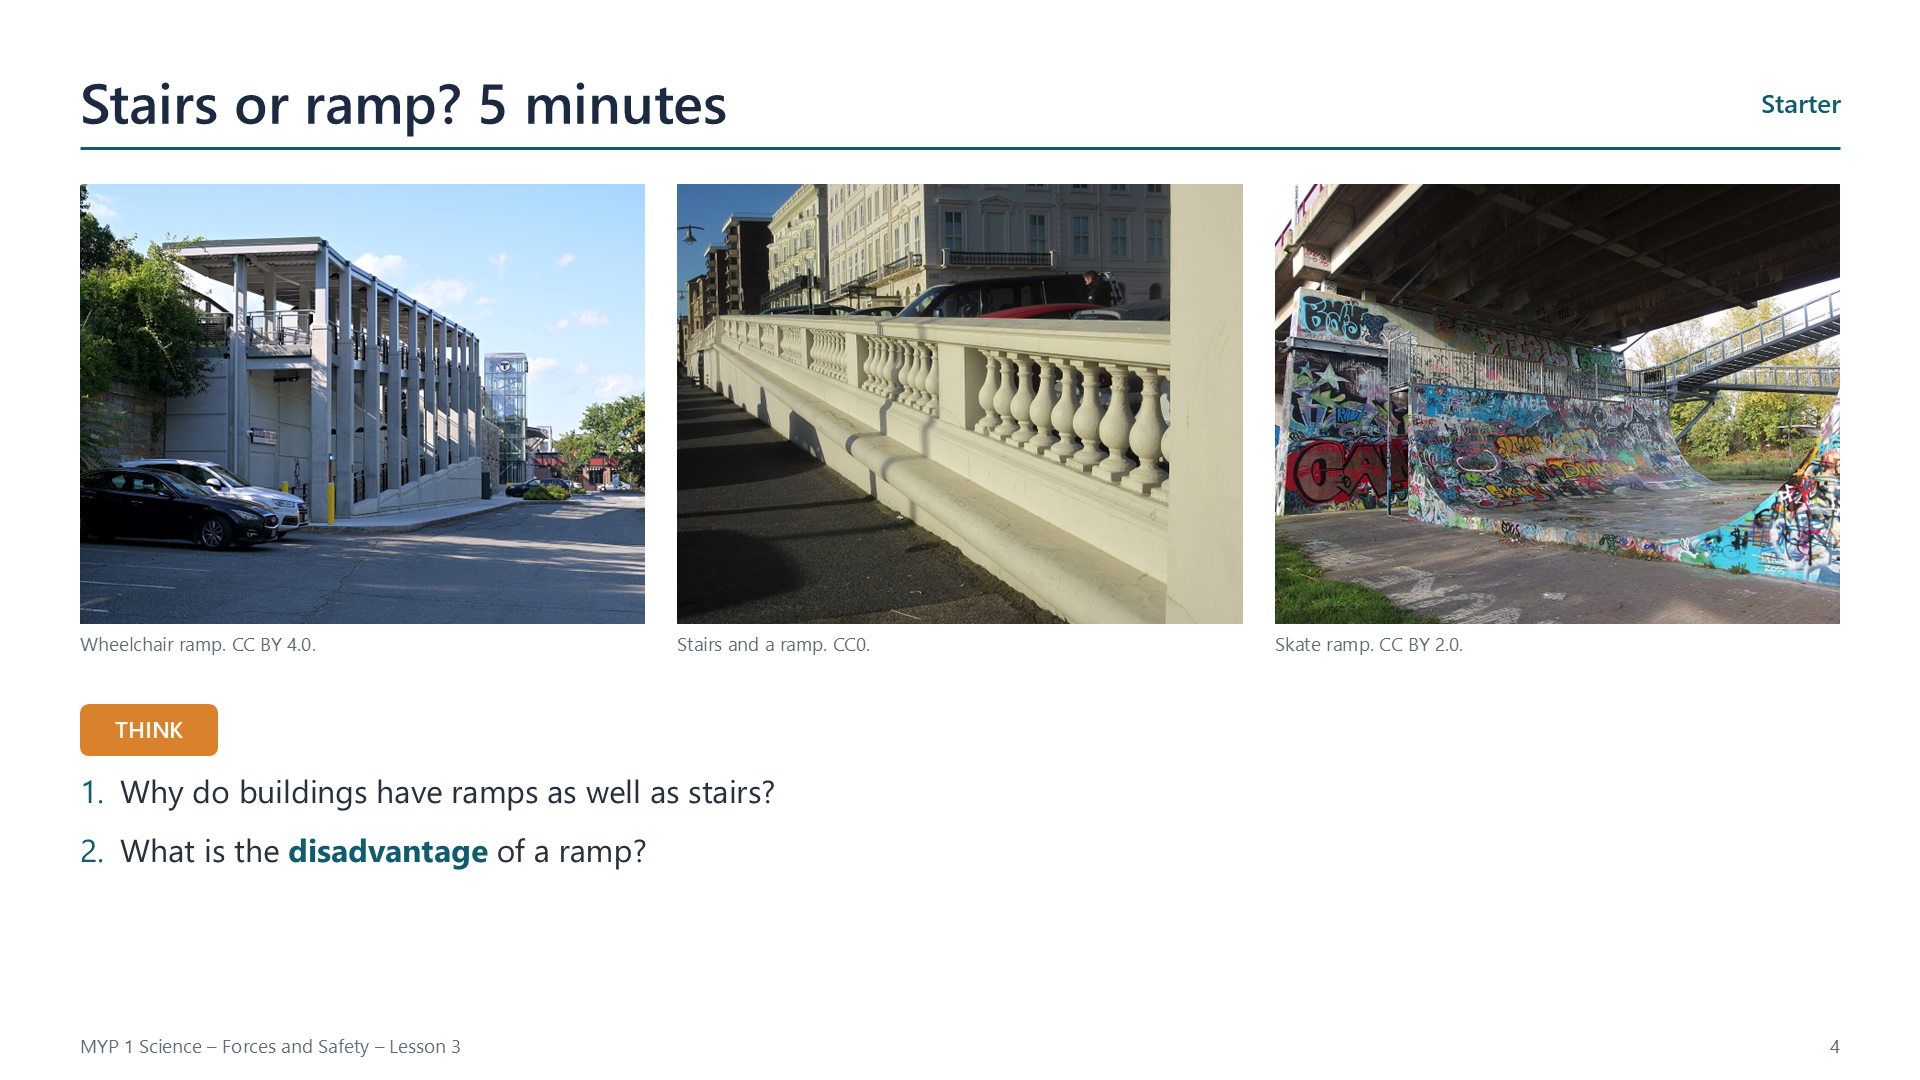 Stairs or ramp? 5 minutes
Starter
Wheelchair ramp. CC BY 4.0.
Stairs and a ramp. CC0.
Skate ramp. CC BY 2.0.
THINK
1. Why do buildings have ramps as well as stairs?
2. What is the disadvantage of a ramp?
MYP 1 Science – Forces and Safety – Lesson 3
4